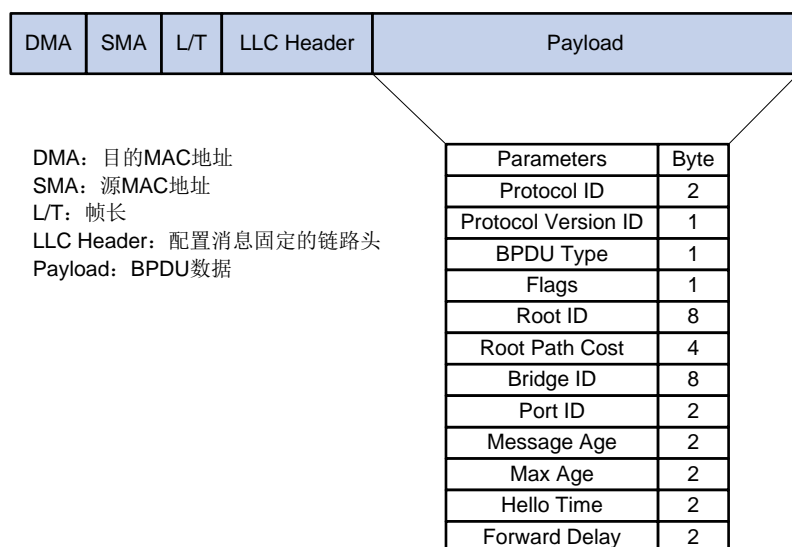 DMA SMA L/T LLC Header Payload
DMA：目的MAC地址
SMA：源MAC地址
L/T：帧长
LLC Header：配置消息固定的链路头
Payload：BPDU数据
Parameters Byte
Protocol ID 2
Protocol Version ID 1
BPDU Type 1
Flags 1
Root ID 8
Root Path Cost 4
Bridge ID 8
Port ID 2
Message Age 2
Max Age 2
Hello Time 2
Forward Delay 2